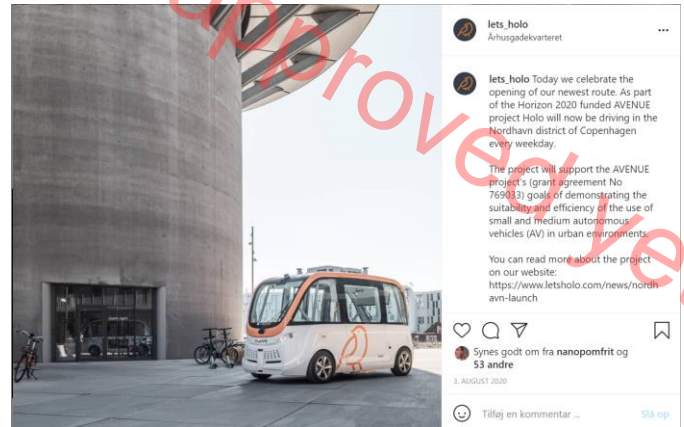 lets_holo
Århusgadekvarteret
...
lets_holo Today we celebrate the
opening of our newest route. As part
of the Horizon 2020 funded AVENUE
project Holo will now be driving in the
Nordhavn district of Copenhagen
every weekday.
The project will support the AVENUE
project's (grant agreement No
769033) goals of demonstrating the
suitability and efficiency of the use of
small and medium autonomous
vehicles (AV) in urban environments.
You can read more about the project
on our website:
https://www.letsholo.com/news/nordh
avn-launch
Synes godt om fra nanopomfrit og
53 andre
3. AUGUST 2020
Tilføj en kommentar ...
Slå op
approved ye